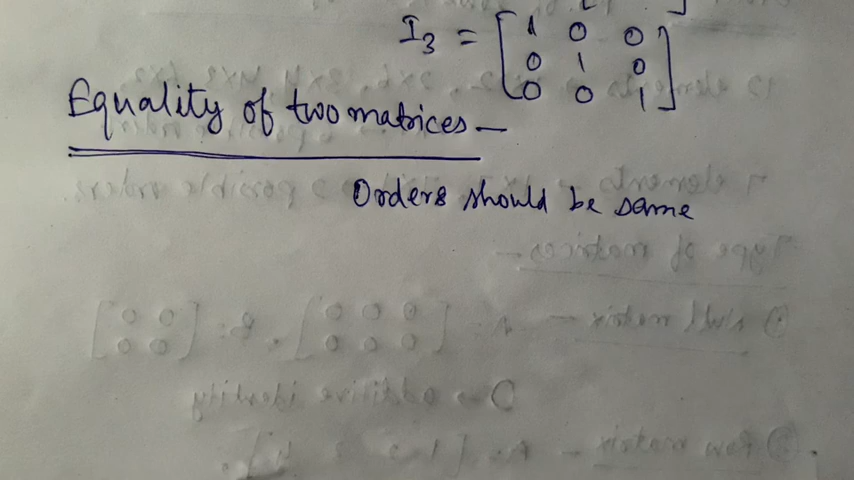 I3 = [ 1 0 0
0 1 0
0 0 1 ]
Equality of two matrices –
Orders should be same